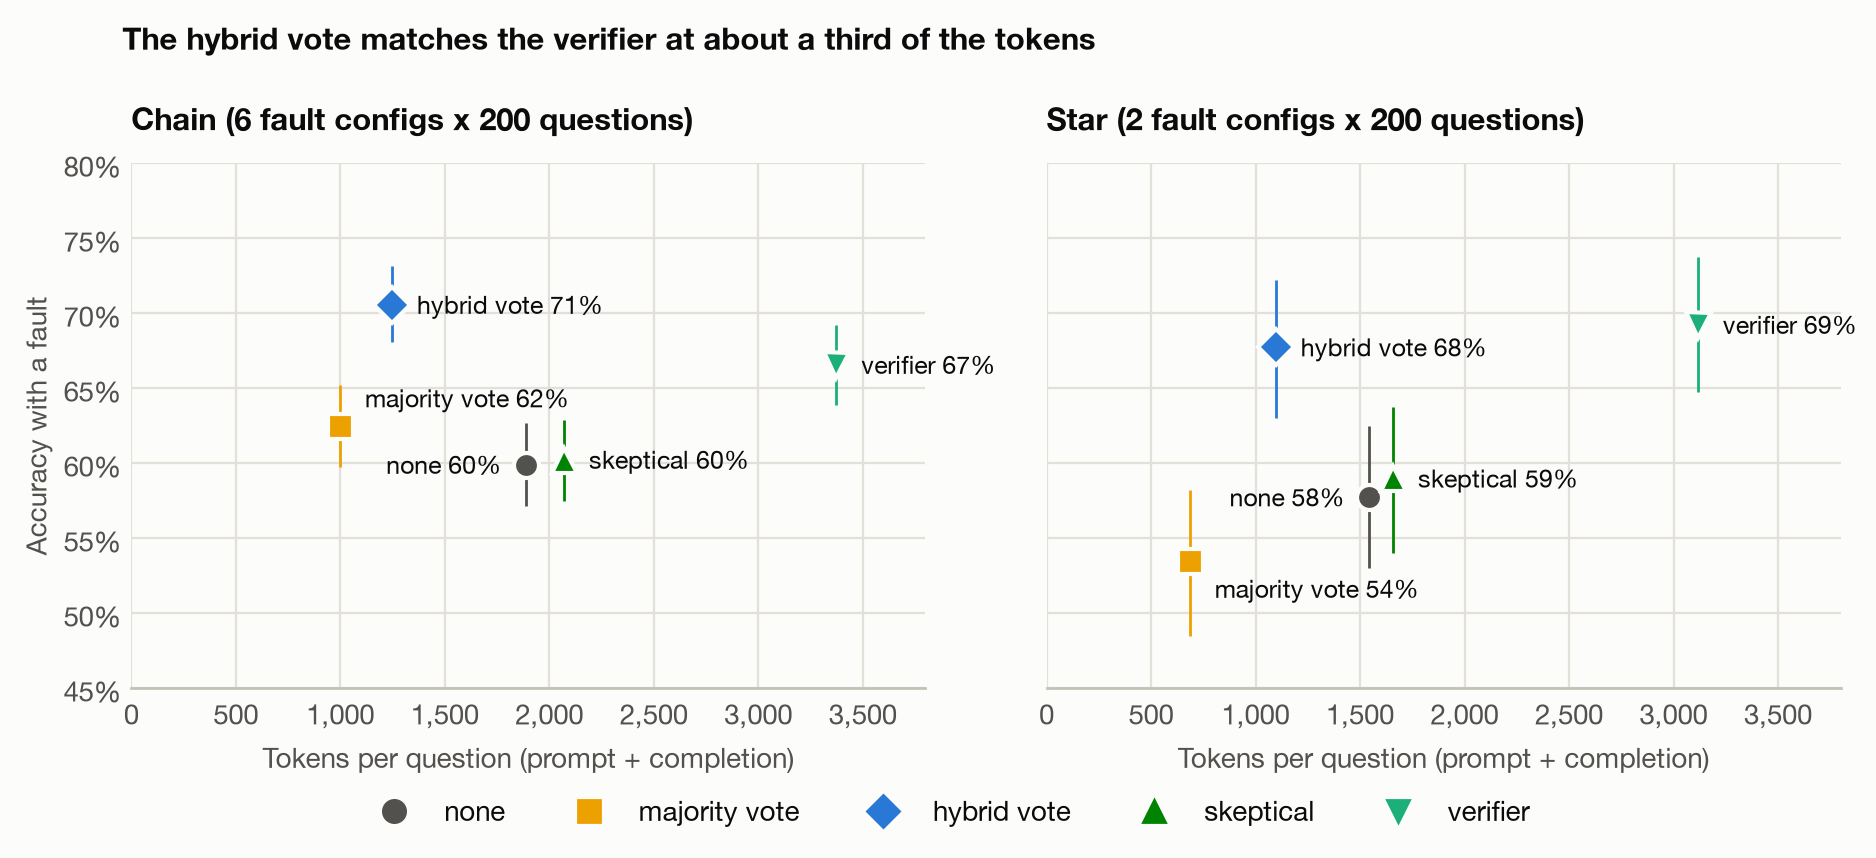 The hybrid vote matches the verifier at about a third of the tokens
Chain (6 fault configs x 200 questions)
Accuracy with a fault
80%
75%
70%
65%
60%
55%
50%
45%
hybrid vote 71%
verifier 67%
majority vote 62%
none 60%
skeptical 60%
0 500 1,000 1,500 2,000 2,500 3,000 3,500
Tokens per question (prompt + completion)
Star (2 fault configs x 200 questions)
verifier 69%
hybrid vote 68%
skeptical 59%
none 58%
majority vote 54%
0 500 1,000 1,500 2,000 2,500 3,000 3,500
Tokens per question (prompt + completion)
none majority vote hybrid vote skeptical verifier